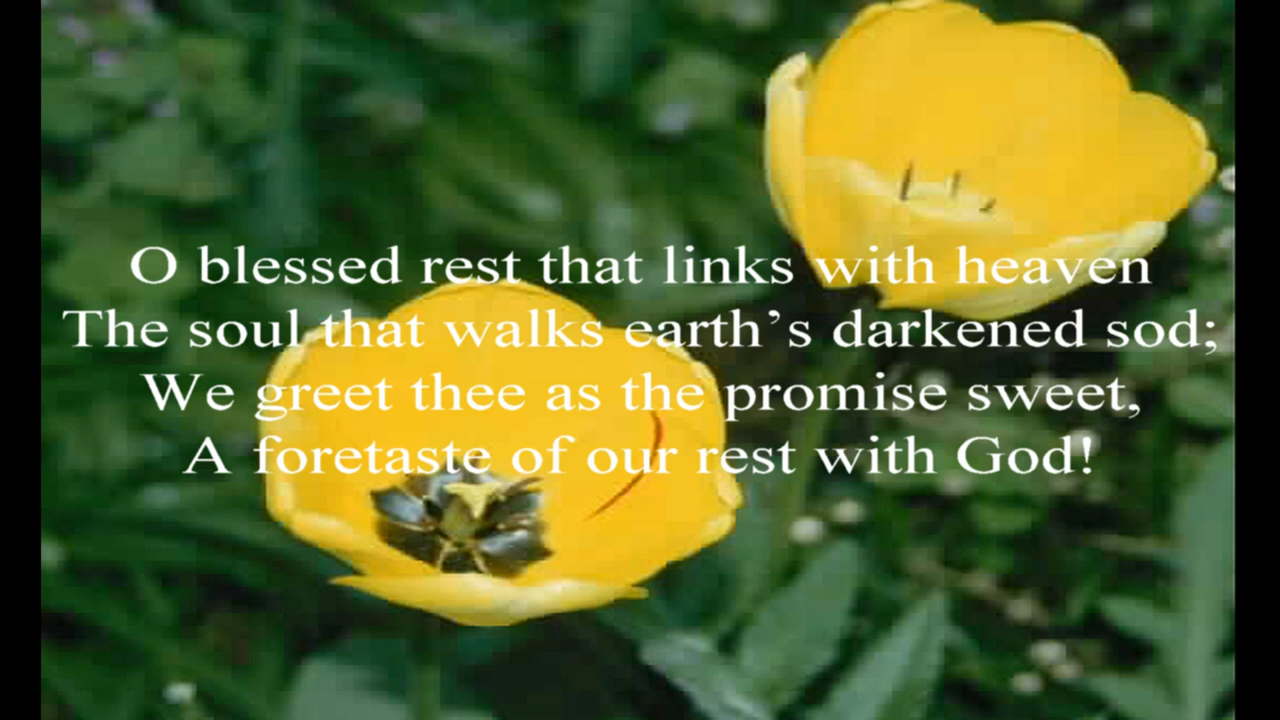 O blessed rest that links with heaven
The soul that walks earth’s darkened sod;
We greet thee as the promise sweet,
A foretaste of our rest with God!